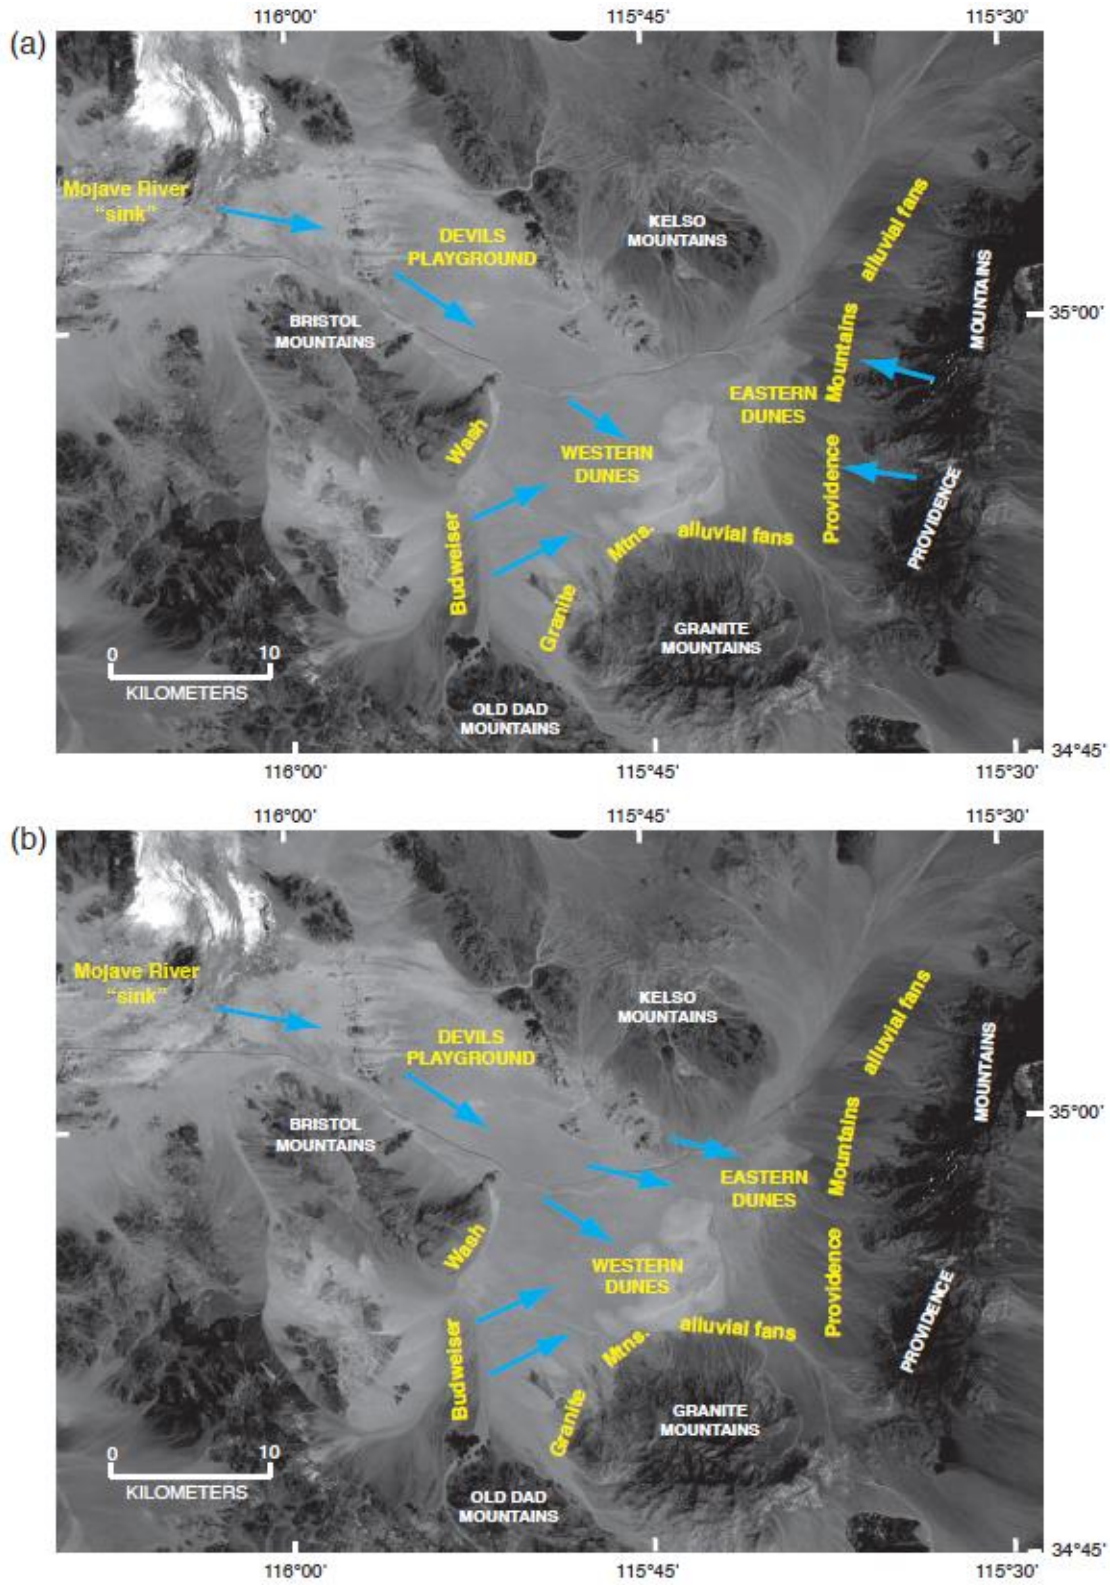 (a)
116°00'
115°45'
115°30'
Mojave River
“sink”
DEVILS
PLAYGROUND
KELSO
MOUNTAINS
alluvial fans
MOUNTAINS
35°00'
BRISTOL
MOUNTAINS
Mountains
EASTERN
DUNES
Wash
WESTERN
DUNES
Providence
PROVIDENCE
Budweiser
Mtns.
alluvial fans
Granite
GRANITE
MOUNTAINS
0
10
KILOMETERS
OLD DAD
MOUNTAINS
34°45'
116°00'
115°45'
115°30'
(b)
116°00'
115°45'
115°30'
Mojave River
“sink”
DEVILS
PLAYGROUND
KELSO
MOUNTAINS
alluvial fans
MOUNTAINS
35°00'
BRISTOL
MOUNTAINS
Mountains
EASTERN
DUNES
Wash
WESTERN
DUNES
Providence
PROVIDENCE
Budweiser
Mtns.
alluvial fans
Granite
GRANITE
MOUNTAINS
0
10
KILOMETERS
OLD DAD
MOUNTAINS
34°45'
116°00'
115°45'
115°30'